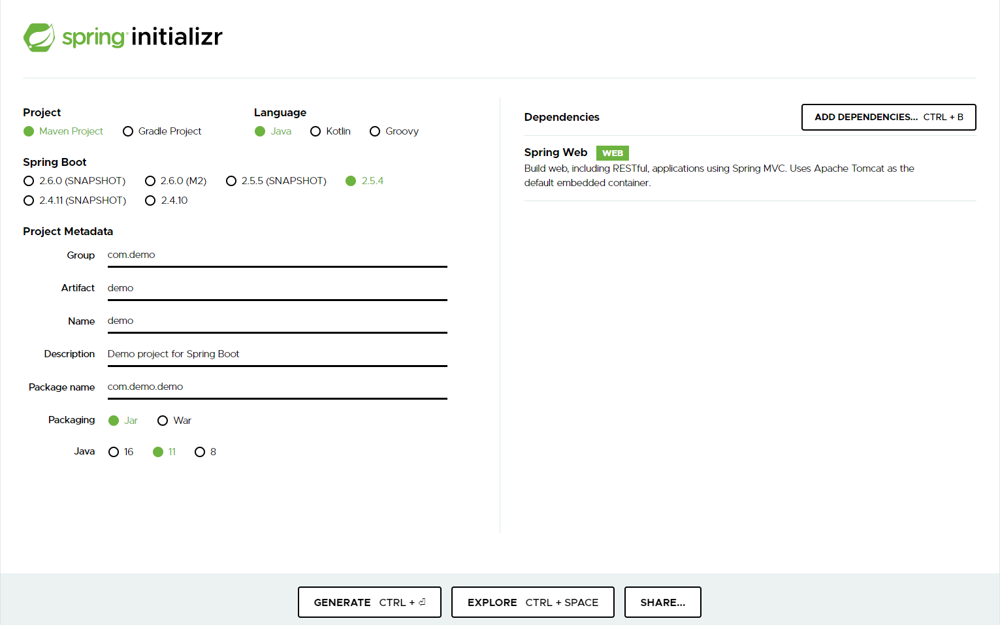 spring initializr
Project
Maven Project Gradle Project
Language
Java Kotlin Groovy
Spring Boot
2.6.0 (SNAPSHOT) 2.6.0 (M2) 2.5.5 (SNAPSHOT) 2.5.4
2.4.11 (SNAPSHOT) 2.4.10
Project Metadata
Group com.demo
Artifact demo
Name demo
Description Demo project for Spring Boot
Package name com.demo.demo
Packaging Jar War
Java 16 11 8
Dependencies
ADD DEPENDENCIES... CTRL + B
Spring Web WEB
Build web, including RESTful, applications using Spring MVC. Uses Apache Tomcat as the
default embedded container.
GENERATE CTRL + ⏎
EXPLORE CTRL + SPACE
SHARE...